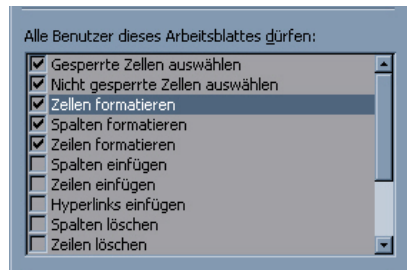 Alle Benutzer dieses Arbeitsblattes dürfen:
Gesperrte Zellen auswählen
Nicht gesperrte Zellen auswählen
Zellen formatieren
Spalten formatieren
Zeilen formatieren
Spalten einfügen
Zeilen einfügen
Hyperlinks einfügen
Spalten löschen
Zeilen löschen